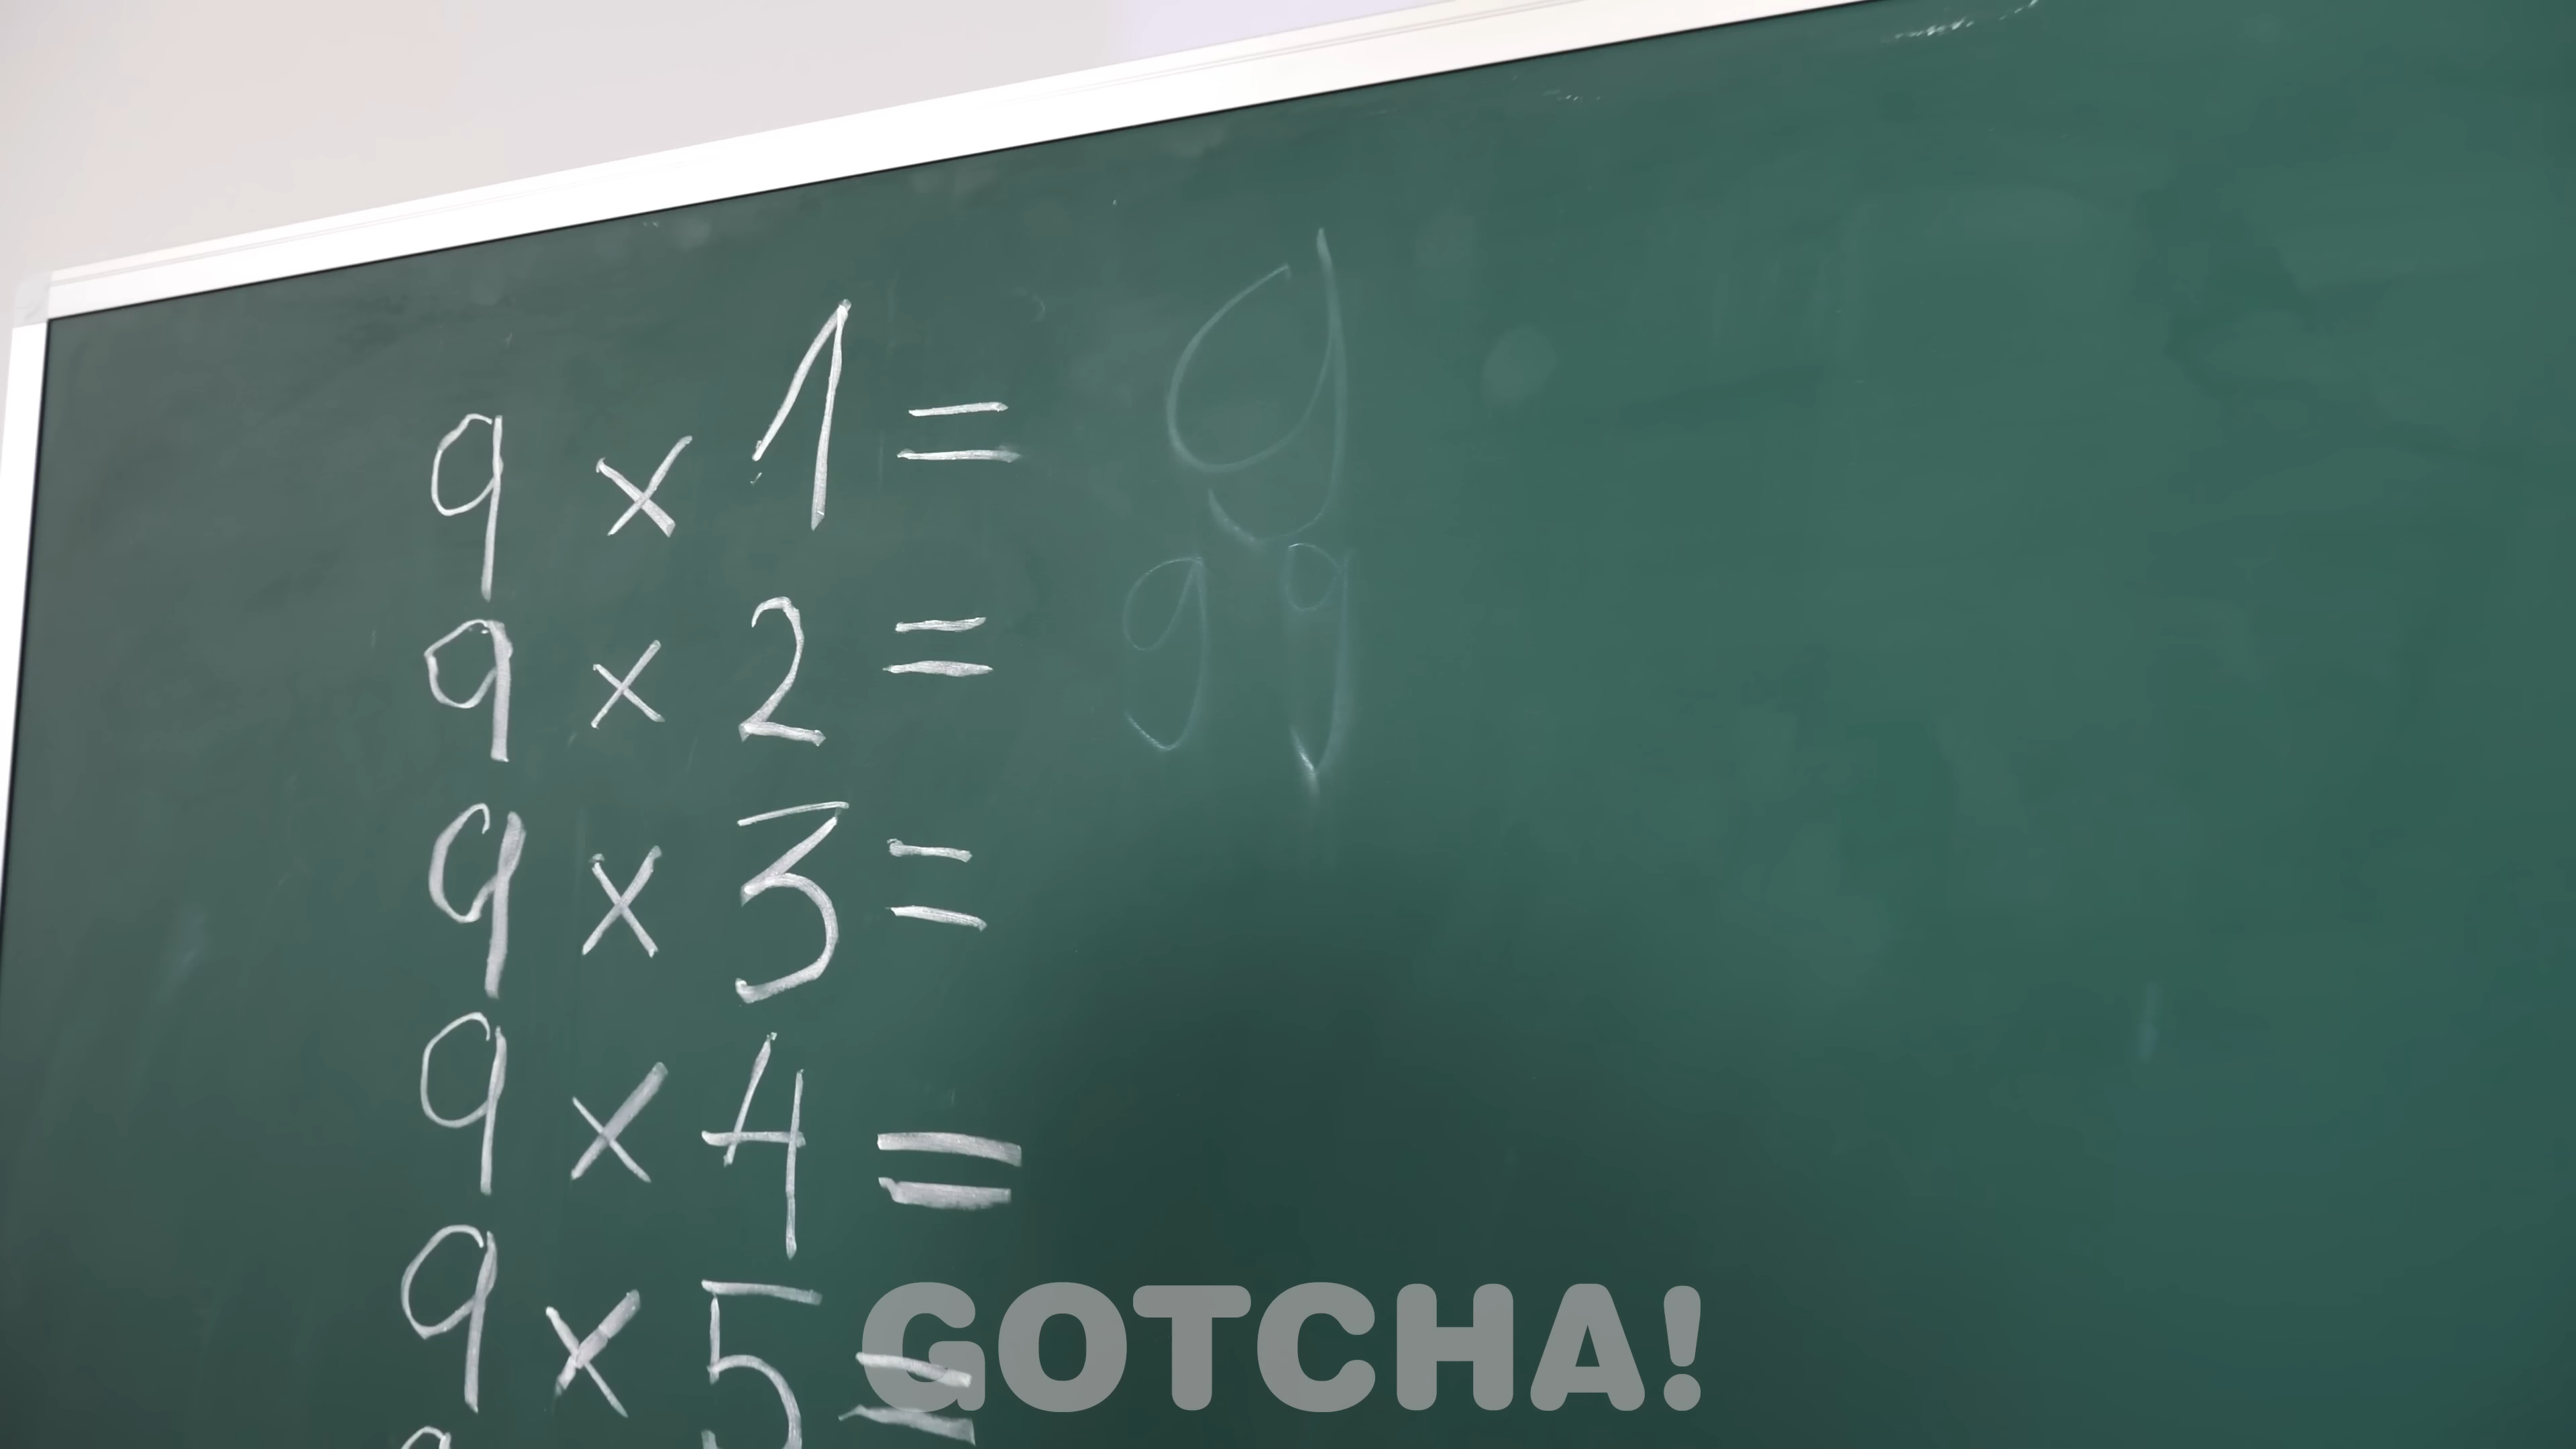 9 × 1 = 9
9 × 2 = 99
9 × 3 =
9 × 4 =
9 × 5 =
GOTCHA!